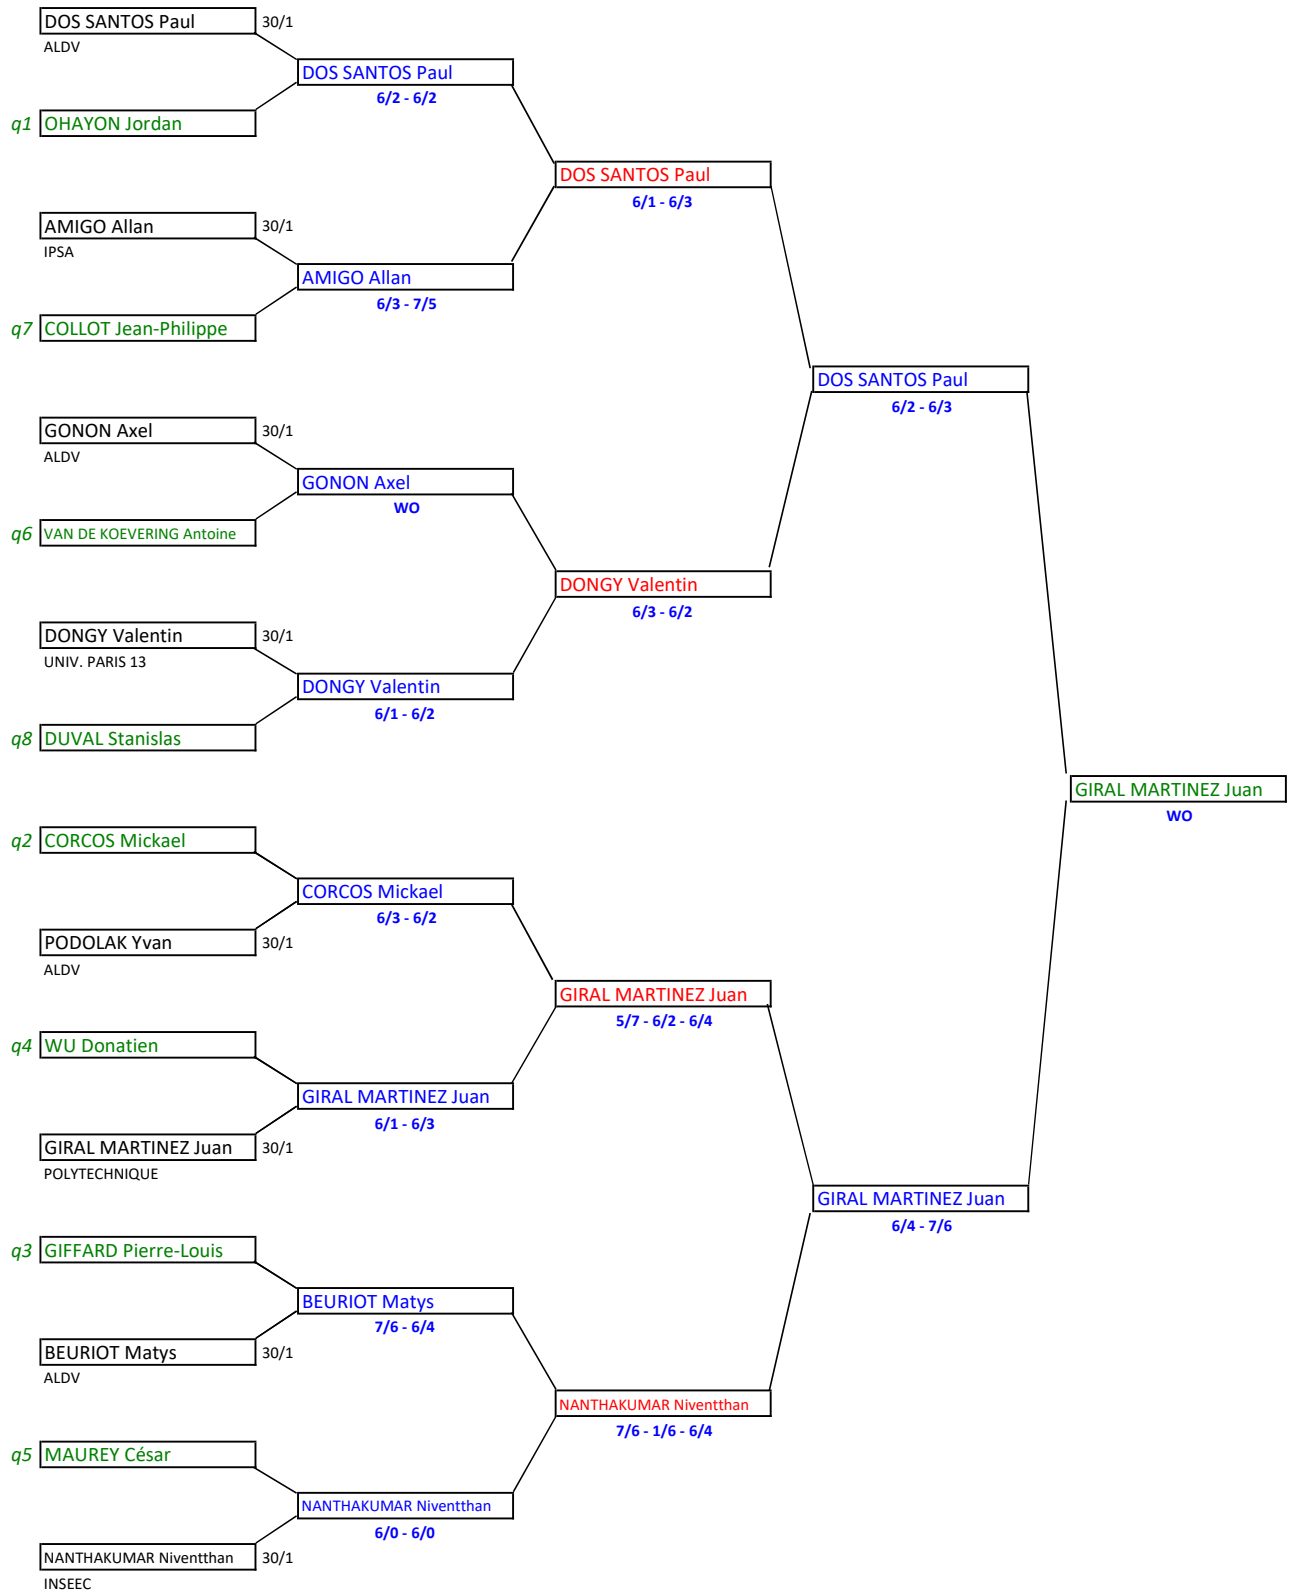 DOS SANTOS Paul 30/1
ALDV
DOS SANTOS Paul
6/2 - 6/2
q1 OHAYON Jordan
DOS SANTOS Paul
6/1 - 6/3
AMIGO Allan 30/1
IPSA
AMIGO Allan
6/3 - 7/5
q7 COLLOT Jean-Philippe
DOS SANTOS Paul
6/2 - 6/3
GONON Axel 30/1
ALDV
GONON Axel
WO
q6 VAN DE KOEVERING Antoine
DONGY Valentin
6/3 - 6/2
DONGY Valentin 30/1
UNIV. PARIS 13
DONGY Valentin
6/1 - 6/2
q8 DUVAL Stanislas
GIRAL MARTINEZ Juan
WO
q2 CORCOS Mickael
CORCOS Mickael
6/3 - 6/2
PODOLAK Yvan 30/1
ALDV
GIRAL MARTINEZ Juan
5/7 - 6/2 - 6/4
q4 WU Donatien
GIRAL MARTINEZ Juan
6/1 - 6/3
GIRAL MARTINEZ Juan 30/1
POLYTECHNIQUE
GIRAL MARTINEZ Juan
6/4 - 7/6
q3 GIFFARD Pierre-Louis
BEURIOT Matys
7/6 - 6/4
BEURIOT Matys 30/1
ALDV
NANTHAKUMAR Niventthan
7/6 - 1/6 - 6/4
q5 MAUREY César
NANTHAKUMAR Niventthan
6/0 - 6/0
NANTHAKUMAR Niventthan 30/1
INSEEC